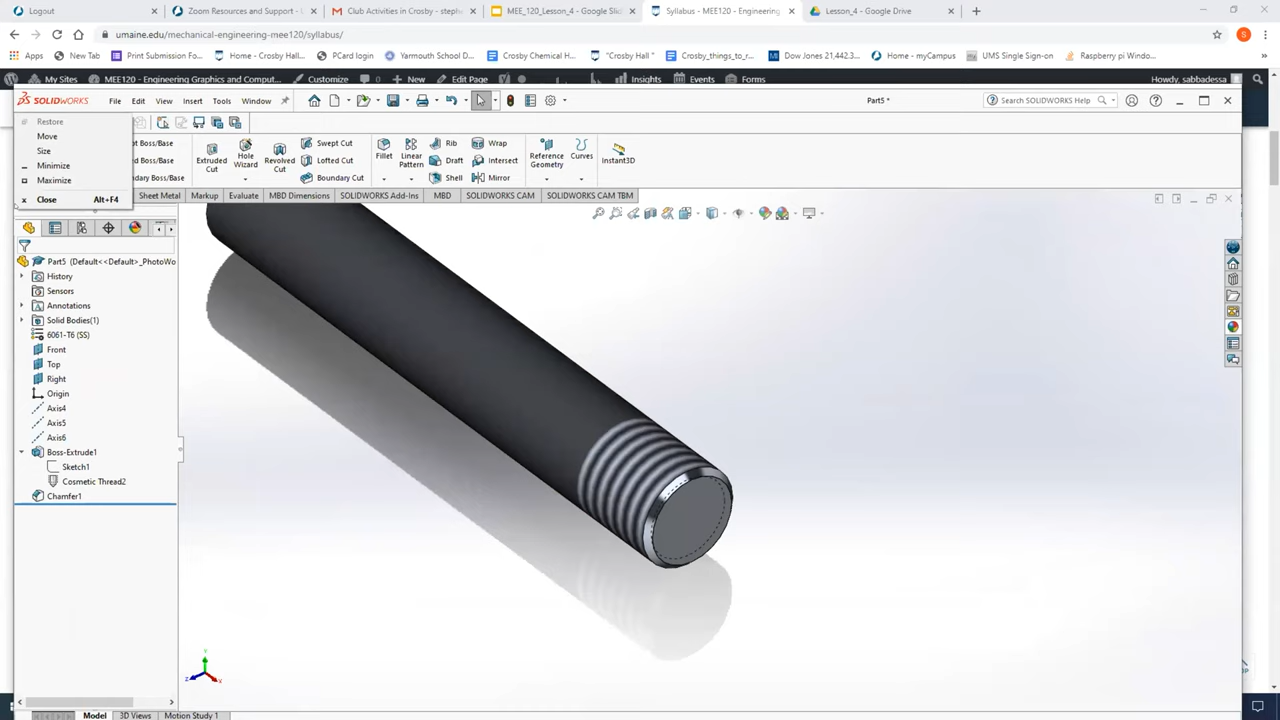 Logout
Zoom Resources and Support - U
Club Activities in Crosby - steph
MEE_120_Lesson_4 - Google Slid
Syllabus - MEE120 - Engineering
Lesson_4 - Google Drive
umaine.edu/mechanical-engineering-mee120/syllabus/
S
Apps
New Tab
Print Submission Fo...
Home - Crosby Hall...
PCard login
Yarmouth School D...
Crosby Chemical H...
"Crosby Hall "
Crosby_things_to_r...
Dow Jones 21,442.3...
Home - myCampus
UMS Single Sign-on
Raspberry pi Windo...
My Sites
MEE120 - Engineering Graphics and Comput...
Customize
0
New
Edit Page
Insights
Events
Forms
Howdy, sabbadessa
SOLIDWORKS
File
Edit
View
Insert
Tools
Window
Part5 *
Search SOLIDWORKS Help
Restore
Move
Size
Minimize
Maximize
Close Alt+F4
pt Boss/Base
d Boss/Base
dary Boss/Base
Extruded Cut
Hole Wizard
Revolved Cut
Swept Cut
Lofted Cut
Boundary Cut
Fillet
Linear Pattern
Rib
Draft
Shell
Wrap
Intersect
Mirror
Reference Geometry
Curves
Instant3D
Sheet Metal
Markup
Evaluate
MBD Dimensions
SOLIDWORKS Add-Ins
MBD
SOLIDWORKS CAM
SOLIDWORKS CAM TBM
Part5 (Default<<Default>_PhotoWo
History
Sensors
Annotations
Solid Bodies(1)
6061-T6 (SS)
Front
Top
Right
Origin
Axis4
Axis5
Axis6
Boss-Extrude1
Sketch1
Cosmetic Thread2
Chamfer1
Model
3D Views
Motion Study 1